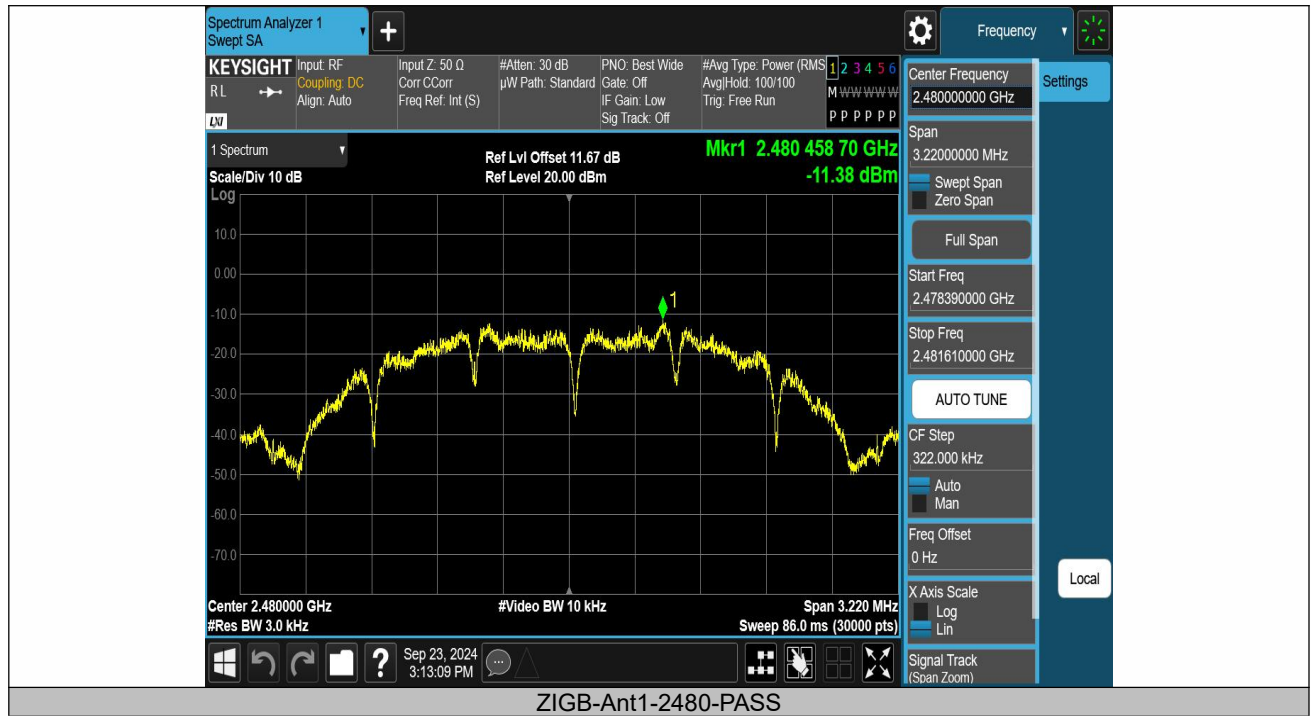 Spectrum Analyzer 1
Swept SA
+
Frequency
KEYSIGHT
RL
LXI
Input: RF
Coupling: DC
Align: Auto
Input Z: 50 Ω
Corr CCorr
Freq Ref: Int (S)
#Atten: 30 dB
µW Path: Standard
PNO: Best Wide
Gate: Off
IF Gain: Low
Sig Track: Off
#Avg Type: Power (RMS
Avg|Hold: 100/100
Trig: Free Run
1 2 3 4 5 6
M W W W W W
P P P P P P
1 Spectrum
Scale/Div 10 dB
Log
Ref Lvl Offset 11.67 dB
Ref Level 20.00 dBm
Mkr1 2.480 458 70 GHz
-11.38 dBm
10.0
0.00
-10.0
-20.0
-30.0
-40.0
-50.0
-60.0
-70.0
1
Center 2.480000 GHz
#Res BW 3.0 kHz
#Video BW 10 kHz
Span 3.220 MHz
Sweep 86.0 ms (30000 pts)
Center Frequency
2.480000000 GHz
Settings
Span
3.22000000 MHz
Swept Span
Zero Span
Full Span
Start Freq
2.478390000 GHz
Stop Freq
2.481610000 GHz
AUTO TUNE
CF Step
322.000 kHz
Auto
Man
Freq Offset
0 Hz
X Axis Scale
Log
Lin
Local
Signal Track
(Span Zoom)
?
Sep 23, 2024
3:13:09 PM
ZIGB-Ant1-2480-PASS